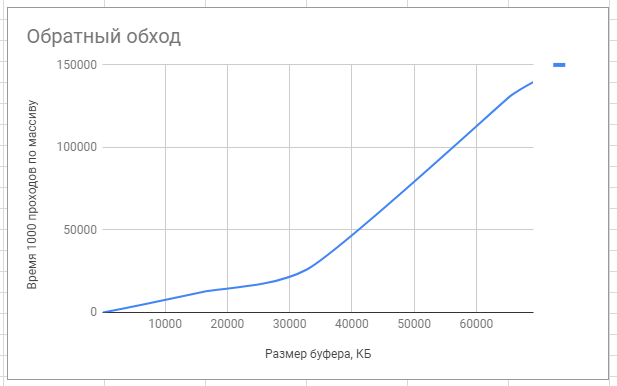 Обратный обход
Время 1000 проходов по массиву
150000
100000
50000
0
10000 20000 30000 40000 50000 60000
Размер буфера, КБ